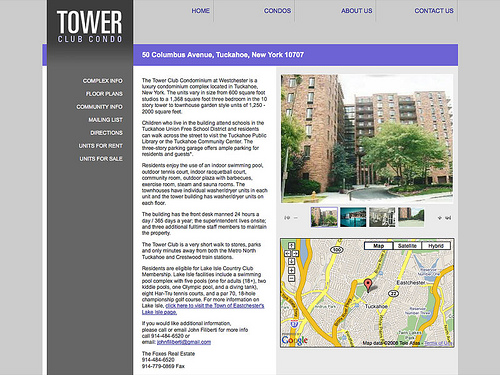 TOWER
CLUB CONDO
HOME
CONDOS
ABOUT US
CONTACT US
50 Columbus Avenue, Tuckahoe, New York 10707
COMPLEX INFO
FLOOR PLANS
COMMUNITY INFO
MAILING LIST
DIRECTIONS
UNITS FOR RENT
UNITS FOR SALE
The Tower Club Condominium at Westchester is a
luxury condominium complex located in Tuckahoe,
New York. The units vary in size from 600 square foot
studios to a 1,368 square foot three bedroom in the 10
story tower to townhouse garden style units of 1,250 -
2000 square feet.
Children who live in the building attend schools in the
Tuckahoe Union Free School District and residents
can walk across the street to visit the Tuckahoe Public
Library or the Tuckahoe Community Center. The
three-story parking garage offers ample parking for
residents and guests*.
Residents enjoy the use of an indoor swimming pool,
outdoor tennis court, indoor racquetball court,
community room, outdoor plaza with barbecues,
exercise room, steam and sauna rooms. The
townhouses have individual washer/dryer units in each
unit and the tower building has washer/dryer units on
each floor.
The building has the front desk manned 24 hours a
day / 365 days a year; the superintendent lives onsite;
and three additional fulltime staff members to maintain
the property.
The Tower Club is a very short walk to stores, parks
and only minutes away from both the Metro North
Tuckahoe and Crestwood train stations.
Residents are eligible for Lake Isle Country Club
Membership. Lake Isle facilities include a swimming
pool complex with five pools (one for adults (18+), two
kiddie pools, one Olympic pool, and a diving tank),
eight Har-Tru tennis courts, and a par 70, 18-hole
championship golf course. For more information on
Lake Isle, click here to visit the Town of Eastchester's
Lake Isle page.
If you would like additional information,
please call or email John Filiberti for more info
call 914-484-6520 or
email: johnfiliberti@gmail.com
The Foxes Real Estate
914-484-6520
914-779-0869 Fax
Map
Satellite
Hybrid
100
Eastchester
22
Tuckahoe
Google
Map data ©2008 Tele Atlas - Terms of Use